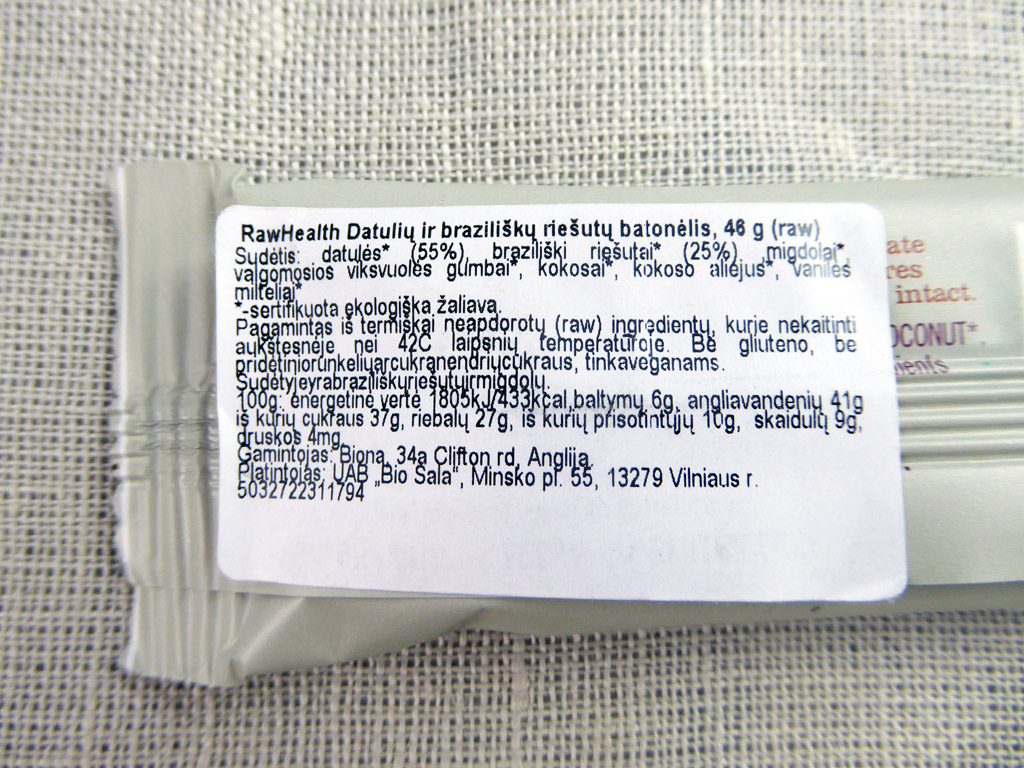 RawHealth Datulių ir braziliškų riešutų batonėlis, 46 g (raw)
Sudėtis: datulės* (55%), braziliški riešutai* (25%), migdolai*,
valgomosios viksvuolės gumbai*, kokosai*, kokoso aliejus*, vanilės
milteliai*
*-sertifikuota ekologiška žaliava.
Pagamintas iš termiškai neapdorotų (raw) ingredientų, kurie nekaitinti
aukštesnėje nei 42C laipsnių temperatūroje. Be gliuteno, be
pridėtiniorūnkeliųarcukranendriųcukraus, tinkaveganams.
Sudėtyjeyrabraziliškųriešutųirmigdolų.
100g: energetinė vertė 1805kJ/433kcal,baltymų 6g, angliavandenių 41g
iš kurių cukraus 37g, riebalų 27g, iš kurių prisotintųjų 10g, skaidulų 9g,
druskos 4mg
Gamintojas: Biona, 34a Clifton rd, Anglija.
Platintojas: UAB „Bio Sala“, Minsko pl. 55, 13279 Vilniaus r.
5032722311794
ate
res
intact.
OCONUT*
ients